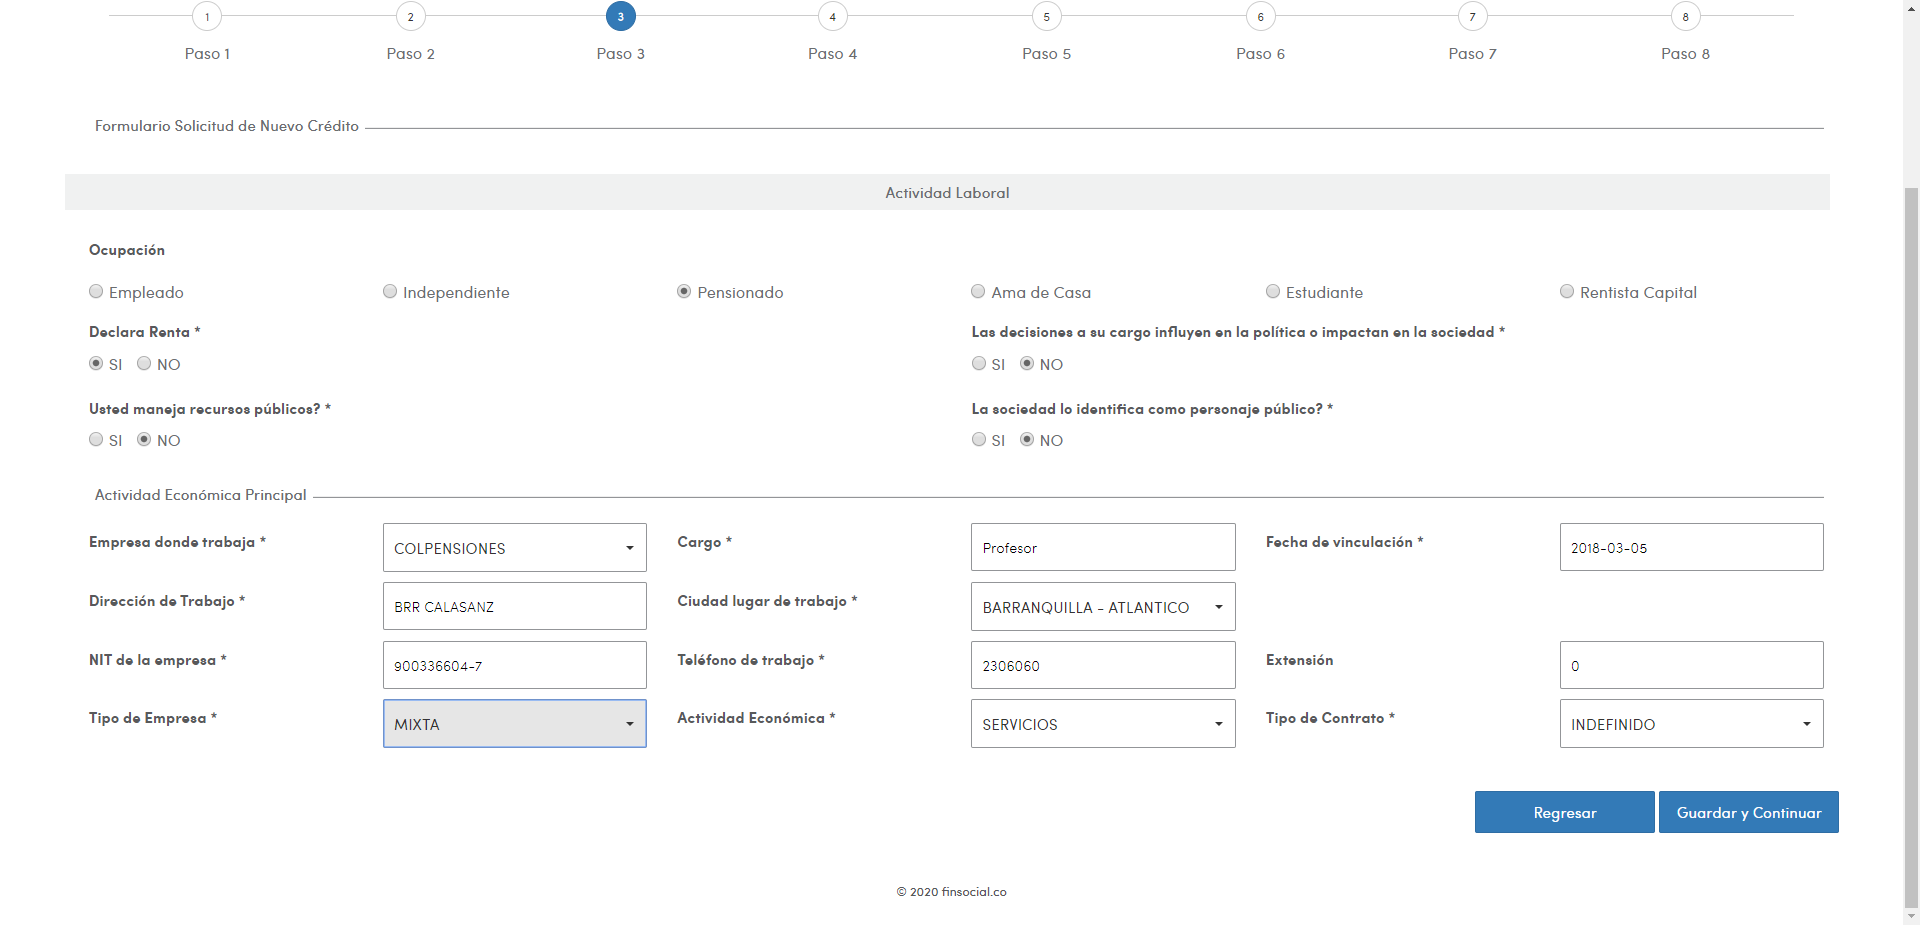 1 2 3 4 5 6 7 8
Paso 1 Paso 2 Paso 3 Paso 4 Paso 5 Paso 6 Paso 7 Paso 8
Formulario Solicitud de Nuevo Crédito
Actividad Laboral
Ocupación
Empleado Independiente Pensionado Ama de Casa Estudiante Rentista Capital
Declara Renta * Las decisiones a su cargo influyen en la política o impactan en la sociedad *
SI NO SI NO
Usted maneja recursos públicos? * La sociedad lo identifica como personaje público? *
SI NO SI NO
Actividad Económica Principal
Empresa donde trabaja * COLPENSIONES Cargo * Profesor Fecha de vinculación * 2018-03-05
Dirección de Trabajo * BRR CALASANZ Ciudad lugar de trabajo * BARRANQUILLA - ATLANTICO
NIT de la empresa * 900336604-7 Teléfono de trabajo * 2306060 Extensión 0
Tipo de Empresa * MIXTA Actividad Económica * SERVICIOS Tipo de Contrato * INDEFINIDO
Regresar Guardar y Continuar
© 2020 finsocial.co